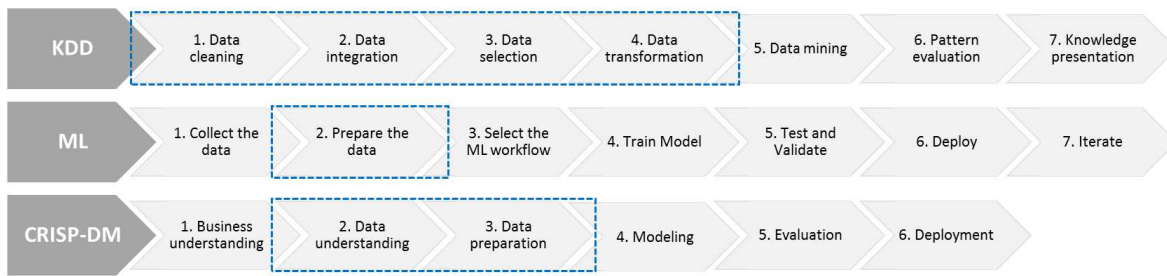 KDD
1. Data
cleaning
2. Data
integration
3. Data
selection
4. Data
transformation
5. Data mining
6. Pattern
evaluation
7. Knowledge
presentation
ML
1. Collect the
data
2. Prepare the
data
3. Select the
ML workflow
4. Train Model
5. Test and
Validate
6. Deploy
7. Iterate
CRISP-DM
1. Business
understanding
2. Data
understanding
3. Data
preparation
4. Modeling
5. Evaluation
6. Deployment